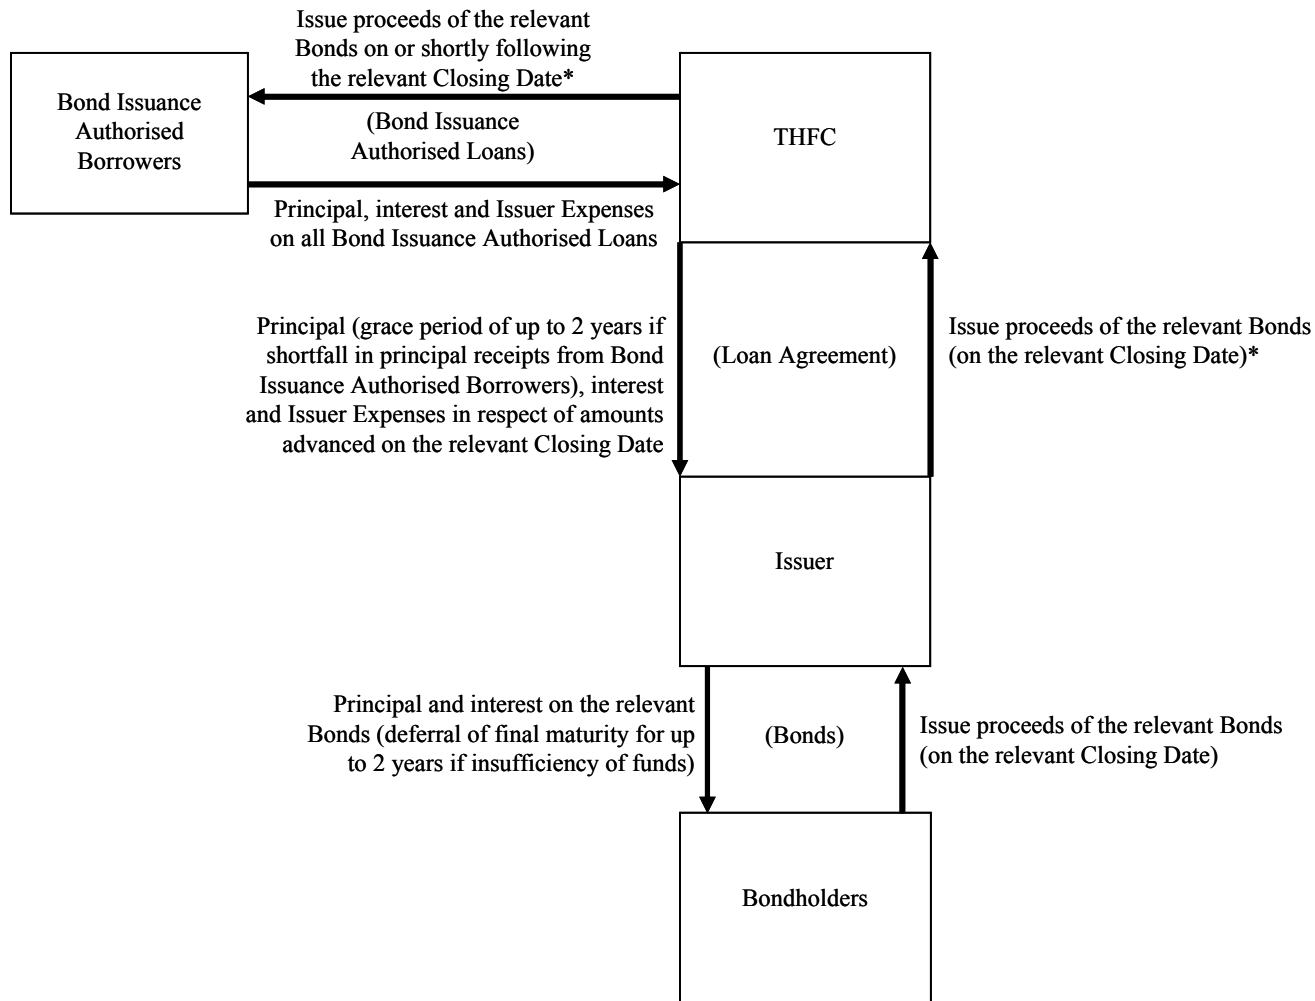 Issue proceeds of the relevant
Bonds on or shortly following
the relevant Closing Date*
Bond Issuance
Authorised
Borrowers
(Bond Issuance
Authorised Loans)
THFC
Principal, interest and Issuer Expenses
on all Bond Issuance Authorised Loans
Principal (grace period of up to 2 years if
shortfall in principal receipts from Bond
Issuance Authorised Borrowers), interest
and Issuer Expenses in respect of amounts
advanced on the relevant Closing Date
(Loan Agreement)
Issue proceeds of the relevant Bonds
(on the relevant Closing Date)*
Issuer
Principal and interest on the relevant
Bonds (deferral of final maturity for up
to 2 years if insufficiency of funds)
(Bonds)
Issue proceeds of the relevant Bonds
(on the relevant Closing Date)
Bondholders